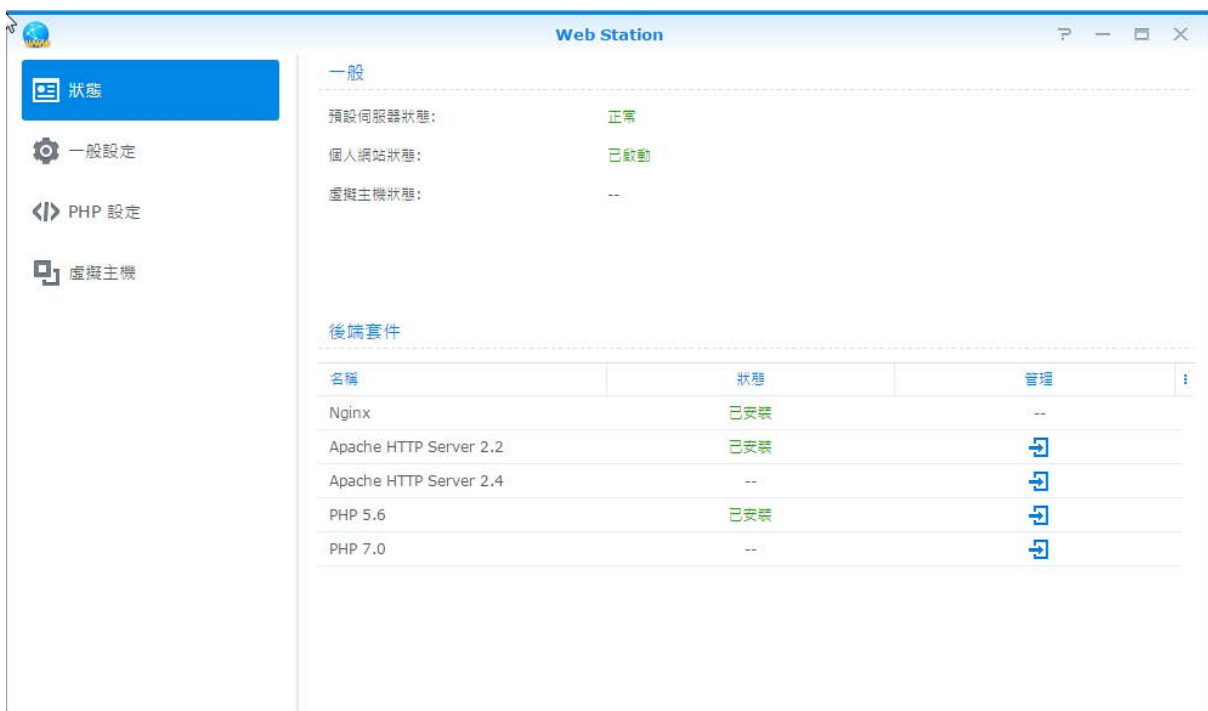 Web Station
狀態
一般設定
PHP 設定
虛擬主機
一般
預設伺服器狀態: 正常
個人網站狀態: 已啟動
虛擬主機狀態: --
後端套件
名稱 狀態 管理
Nginx 已安裝 --
Apache HTTP Server 2.2 已安裝
Apache HTTP Server 2.4 --
PHP 5.6 已安裝
PHP 7.0 --